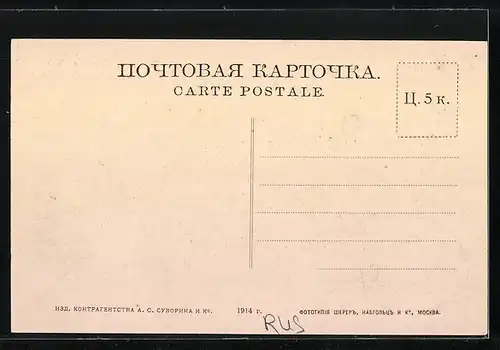 ПОЧТОВАЯ КАРТОЧКА.
CARTE POSTALE.
Ц. 5 к.
ИЗД. КОНТРАГЕНТСТВА А. С. СУВОРИНА И Кº. 1914 г. ФОТОТИПІЯ ШЕРЕРЪ, НАБГОЛЬЦЪ И Кº, МОСКВА.
RUS